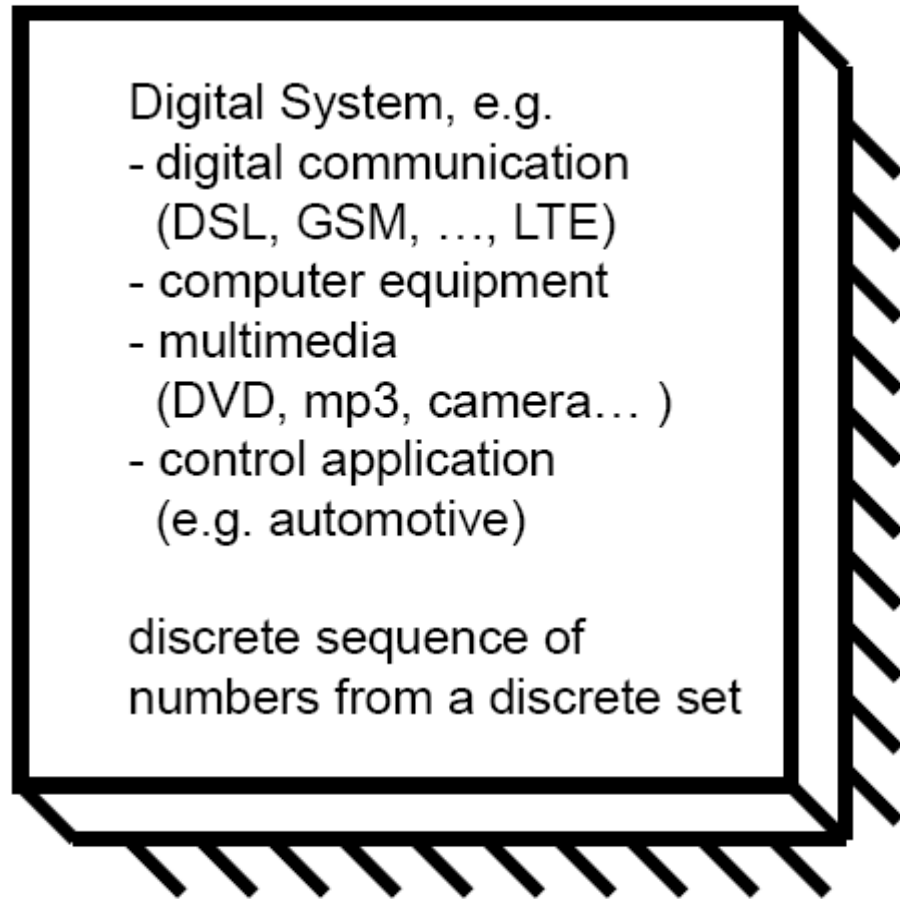 Digital System, e.g.
- digital communication
(DSL, GSM, …, LTE)
- computer equipment
- multimedia
(DVD, mp3, camera… )
- control application
(e.g. automotive)
discrete sequence of
numbers from a discrete set